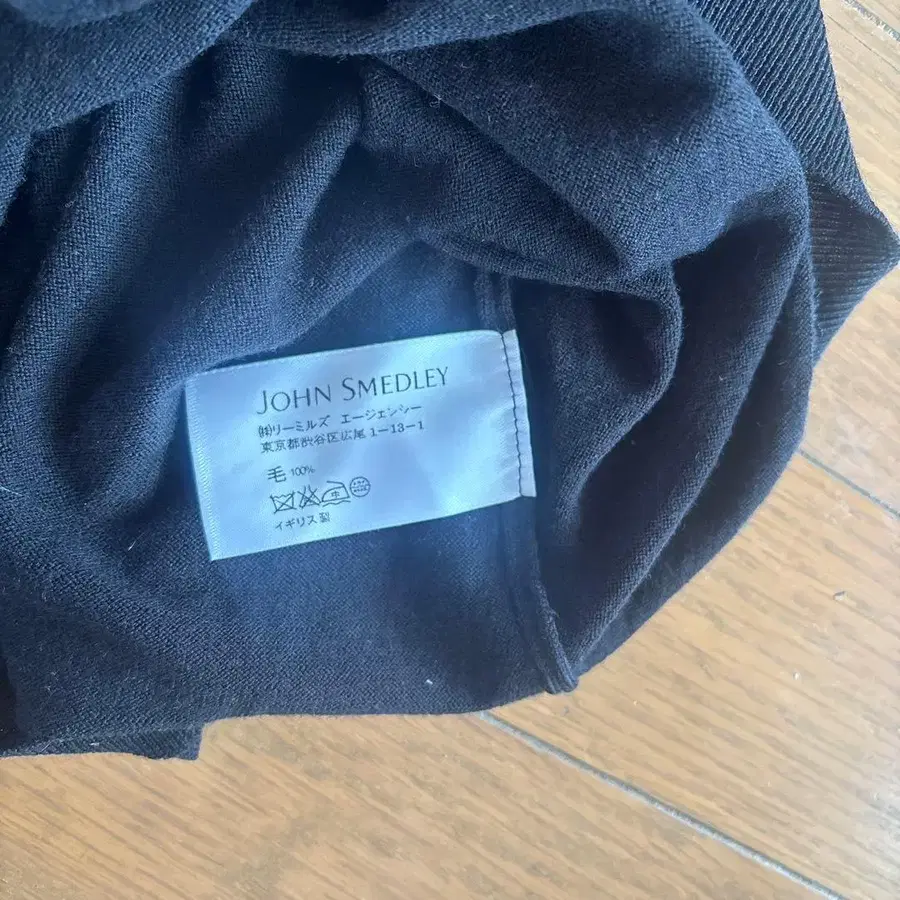 JOHN SMEDLEY
㈱リーミルズ エージェンシー
東京都渋谷区広尾 1-13-1
毛 100%
イギリス製